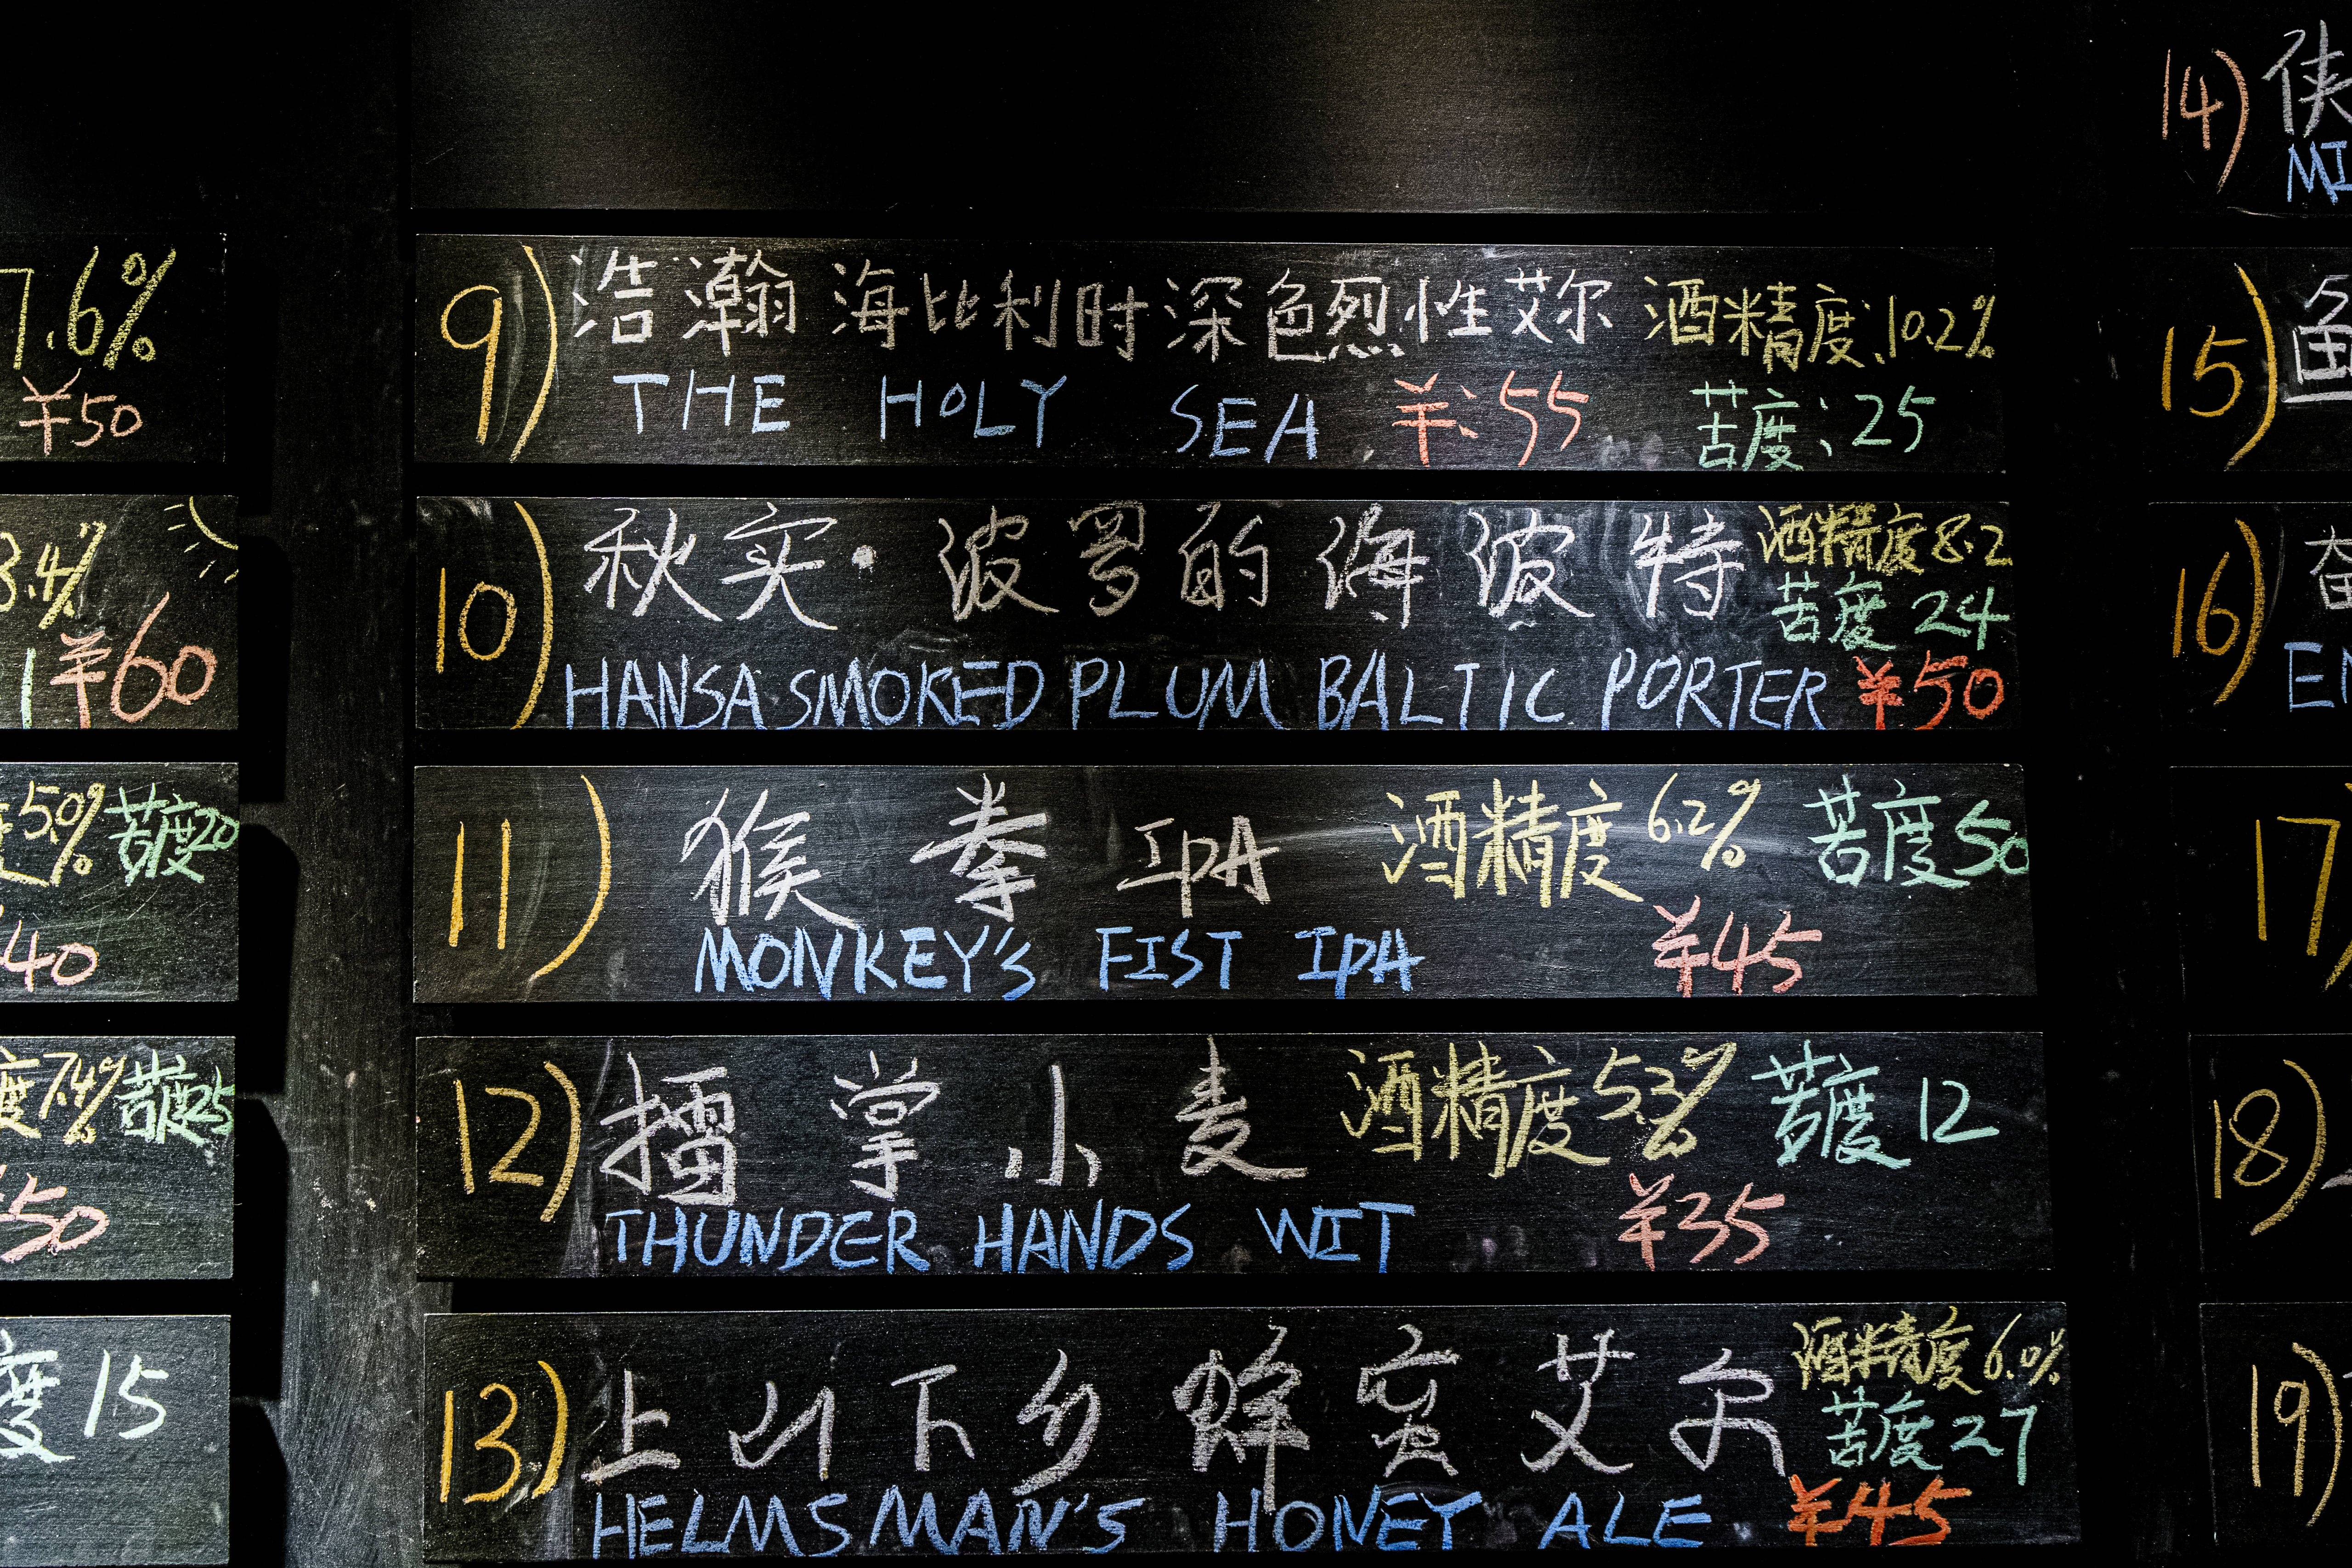 7.6%
¥50
3.4%
1 ¥60
5.0% 苦度20
40
度7.4% 苦度25
50
度 15
9) 浩瀚海比利时深色烈性艾尔 酒精度:10.2%
THE HOLY SEA ¥:55 苦度:25
10) 秋实·波罗的海波特 酒精度8.2
苦度 24
HANSA SMOKED PLUM BALTIC PORTER ¥50
11) 猴拳 IPA 酒精度6.2% 苦度50
MONKEY'S FIST IPA ¥45
12) 擂掌小麦 酒精度5.3% 苦度12
THUNDER HANDS WIT ¥35
13) 上山下乡蜂蜜艾尔 酒精度6.0%
苦度27
HELMSMAN'S HONEY ALE ¥45
14) 侠
MI
15)
16)
EN
17
18)
19)